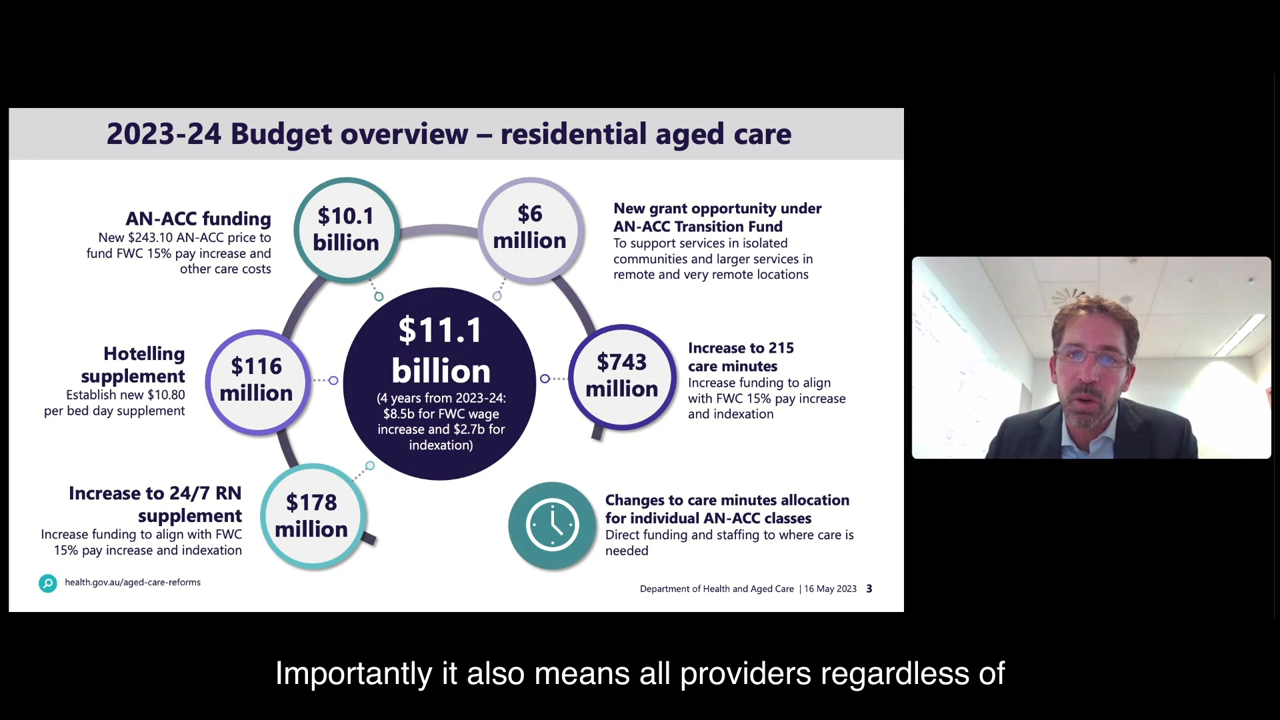 2023-24 Budget overview – residential aged care
AN-ACC funding
New $243.10 AN-ACC price to
fund FWC 15% pay increase and
other care costs
$10.1
billion
$6
million
New grant opportunity under
AN-ACC Transition Fund
To support services in isolated
communities and larger services in
remote and very remote locations
Hotelling
supplement
Establish new $10.80
per bed day supplement
$116
million
$11.1
billion
(4 years from 2023-24:
$8.5b for FWC wage
increase and $2.7b for
indexation)
$743
million
Increase to 215
care minutes
Increase funding to align
with FWC 15% pay increase
and indexation
Increase to 24/7 RN
supplement
Increase funding to align with FWC
15% pay increase and indexation
$178
million
Changes to care minutes allocation
for individual AN-ACC classes
Direct funding and staffing to where care is
needed
health.gov.au/aged-care-reforms
Department of Health and Aged Care | 16 May 2023 3
Importantly it also means all providers regardless of